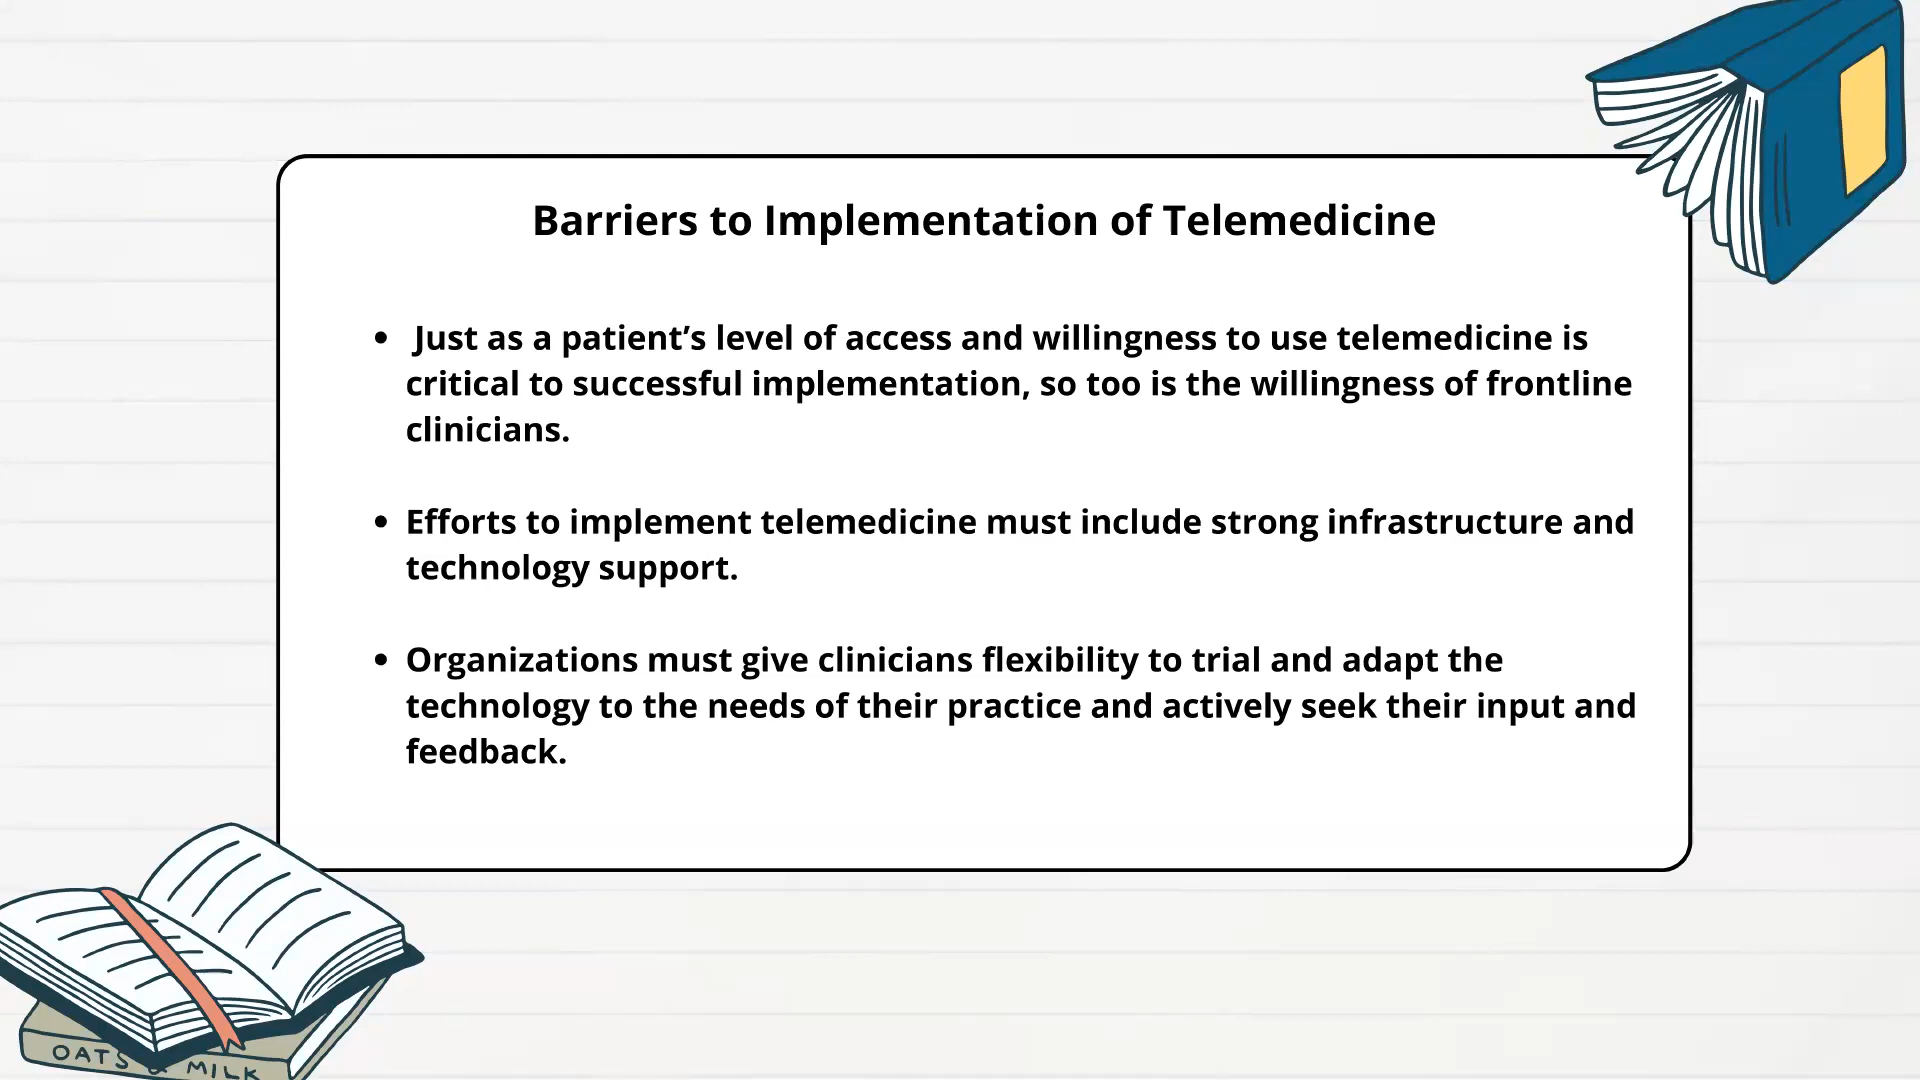 Barriers to Implementation of Telemedicine
• Just as a patient’s level of access and willingness to use telemedicine is
critical to successful implementation, so too is the willingness of frontline
clinicians.
• Efforts to implement telemedicine must include strong infrastructure and
technology support.
• Organizations must give clinicians flexibility to trial and adapt the
technology to the needs of their practice and actively seek their input and
feedback.
OATS & MILK